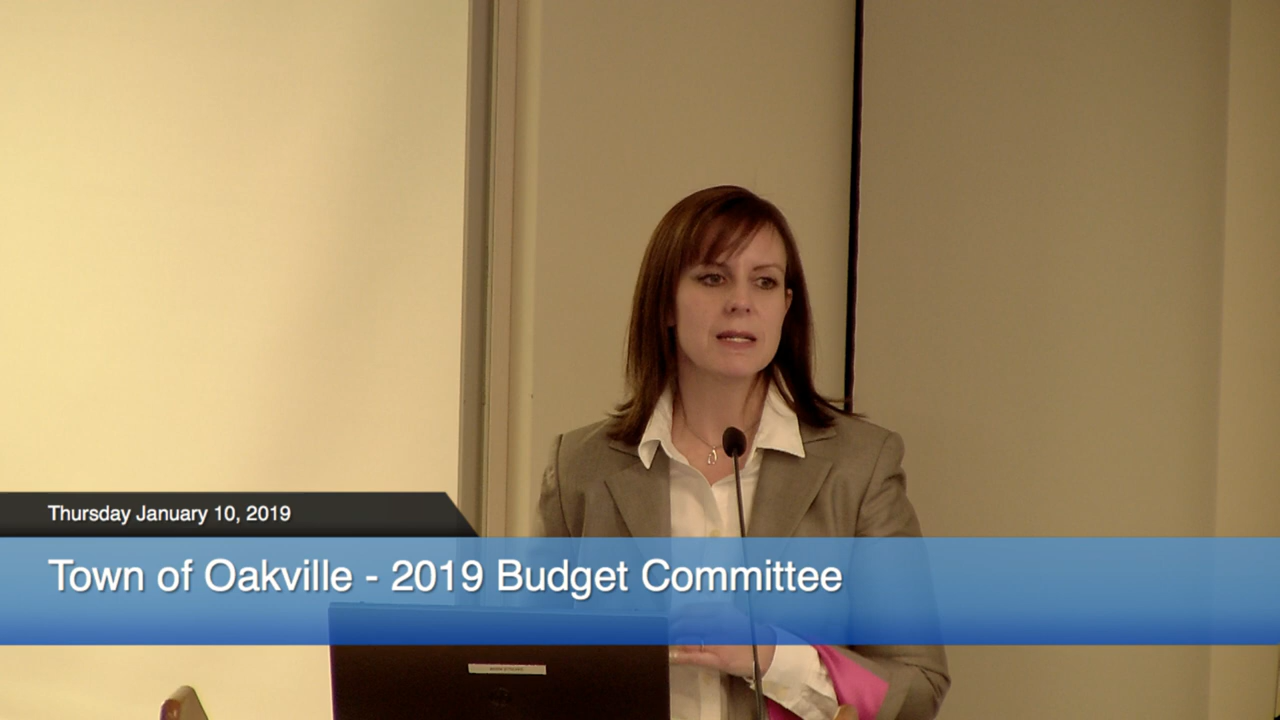 Thursday January 10, 2019
Town of Oakville - 2019 Budget Committee